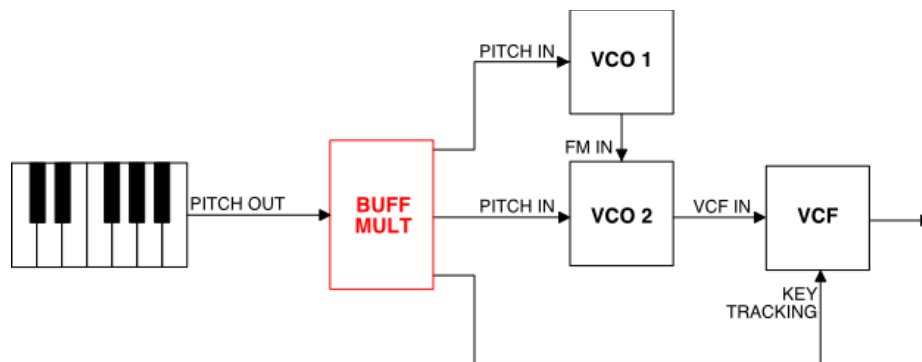 PITCH IN
VCO 1
FM IN
PITCH OUT
BUFF
MULT
PITCH IN
VCO 2
VCF IN
VCF
KEY
TRACKING